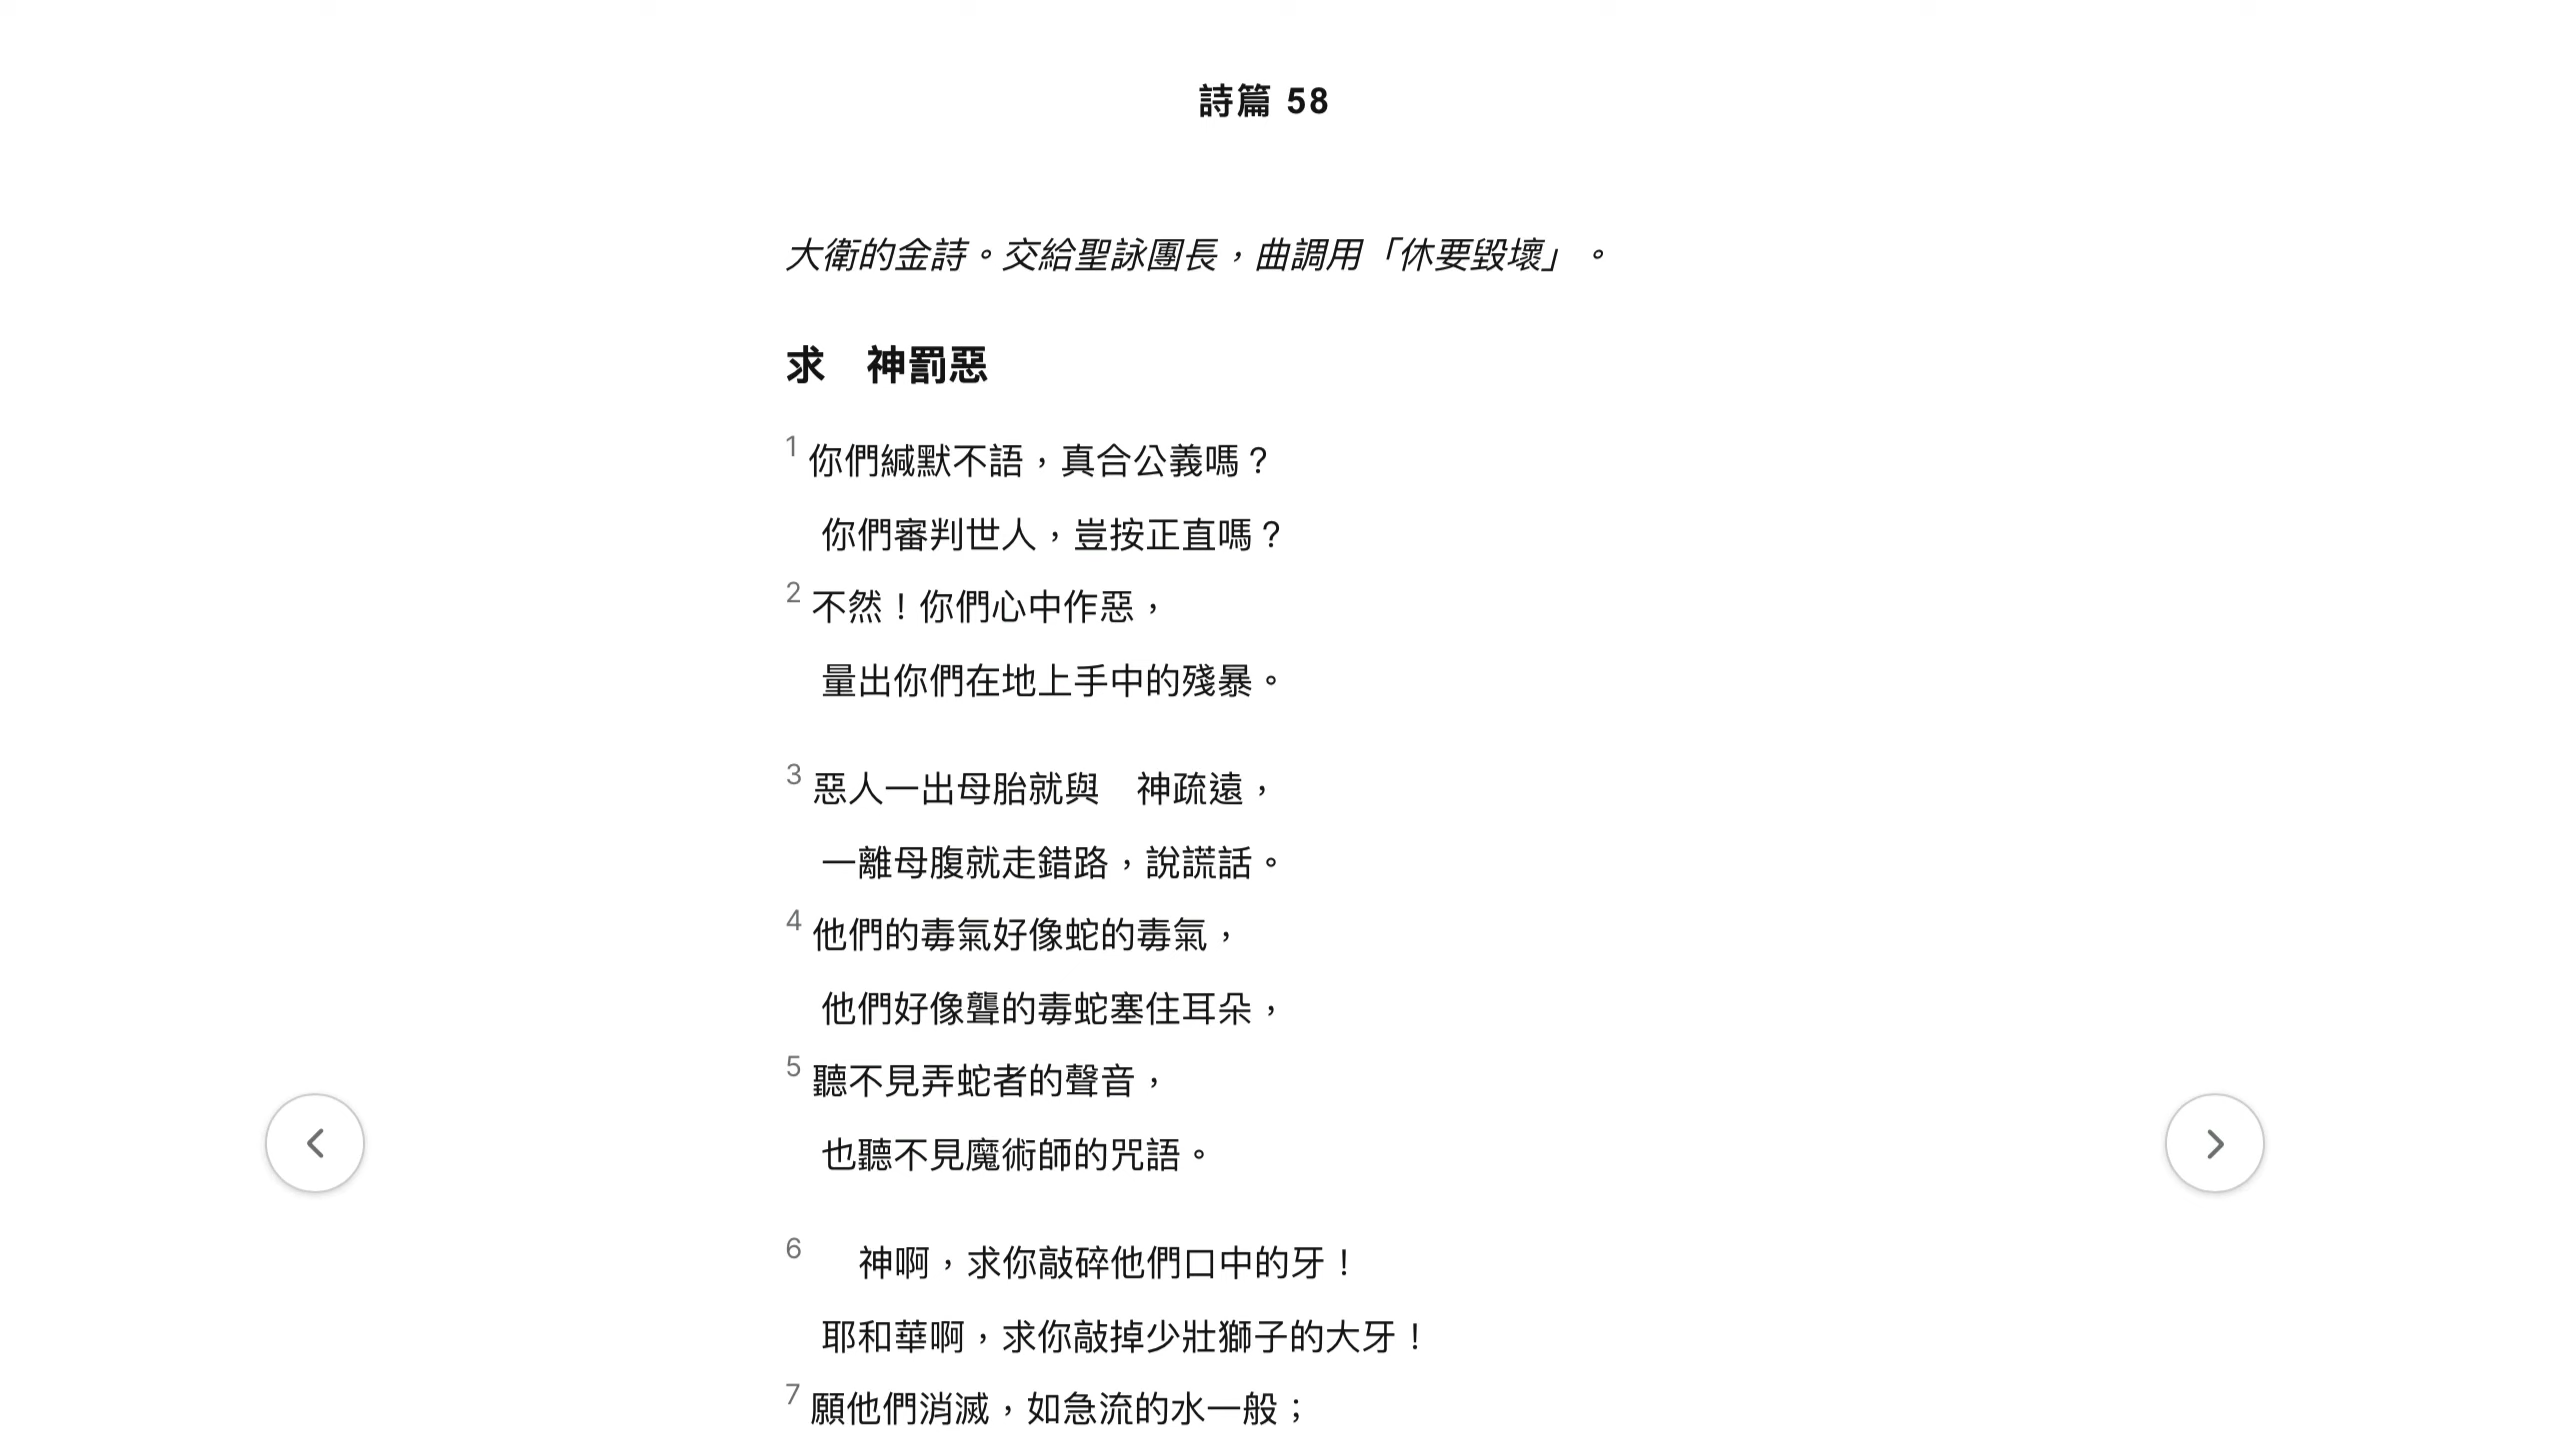 詩篇 58
大衛的金詩。交給聖詠團長，曲調用「休要毀壞」。
求　神罰惡
1 你們緘默不語，真合公義嗎？
你們審判世人，豈按正直嗎？
2 不然！你們心中作惡，
量出你們在地上手中的殘暴。
3 惡人一出母胎就與　神疏遠，
一離母腹就走錯路，說謊話。
4 他們的毒氣好像蛇的毒氣，
他們好像聾的毒蛇塞住耳朵，
5 聽不見弄蛇者的聲音，
也聽不見魔術師的咒語。
6 　神啊，求你敲碎他們口中的牙！
耶和華啊，求你敲掉少壯獅子的大牙！
7 願他們消滅，如急流的水一般；